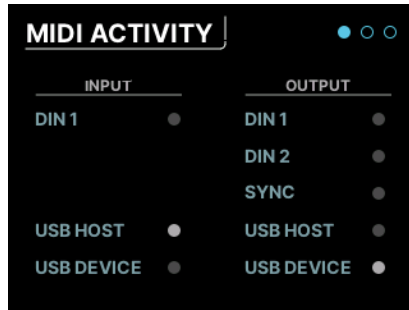 MIDI ACTIVITY
INPUT OUTPUT
DIN 1 DIN 1
DIN 2
SYNC
USB HOST USB HOST
USB DEVICE USB DEVICE